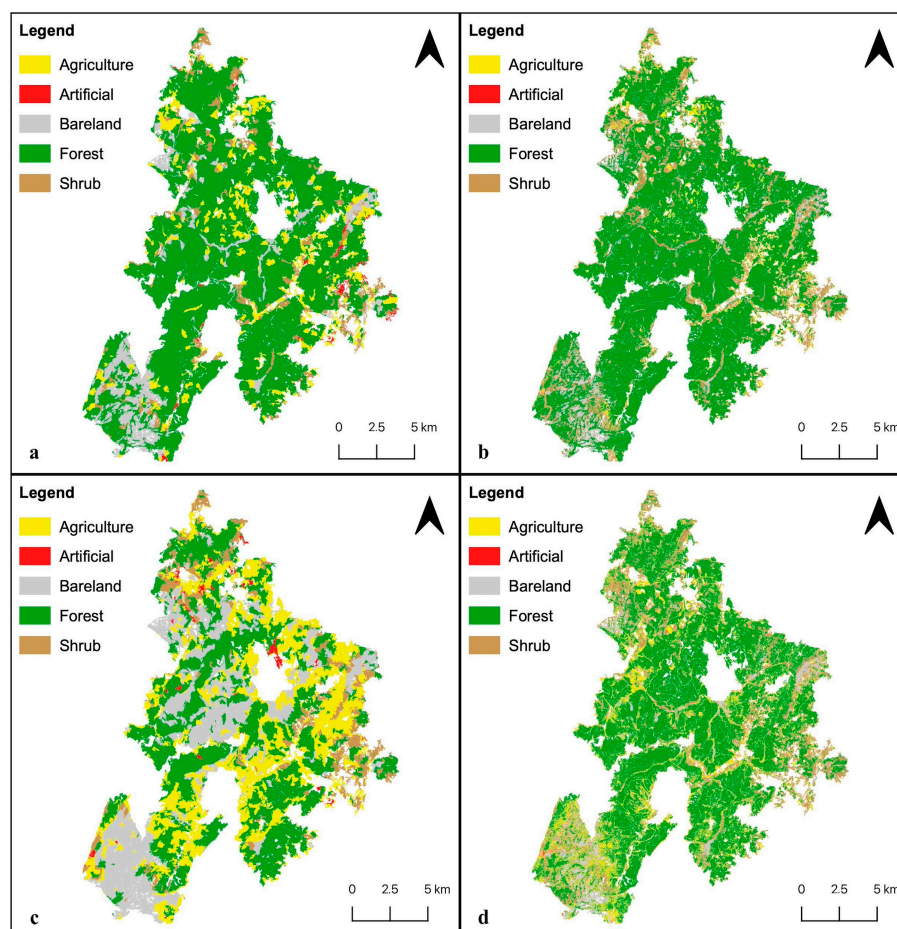 Legend
Agriculture
Artificial
Bareland
Forest
Shrub
0 2.5 5 km
a
Legend
Agriculture
Artificial
Bareland
Forest
Shrub
0 2.5 5 km
b
Legend
Agriculture
Artificial
Bareland
Forest
Shrub
0 2.5 5 km
c
Legend
Agriculture
Artificial
Bareland
Forest
Shrub
0 2.5 5 km
d